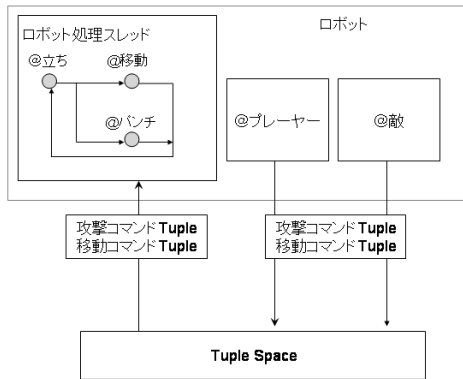 ロボット
ロボット処理スレッド
@立ち
@移動
@パンチ
@プレーヤー
@敵
攻撃コマンドTuple
移動コマンドTuple
攻撃コマンドTuple
移動コマンドTuple
Tuple Space